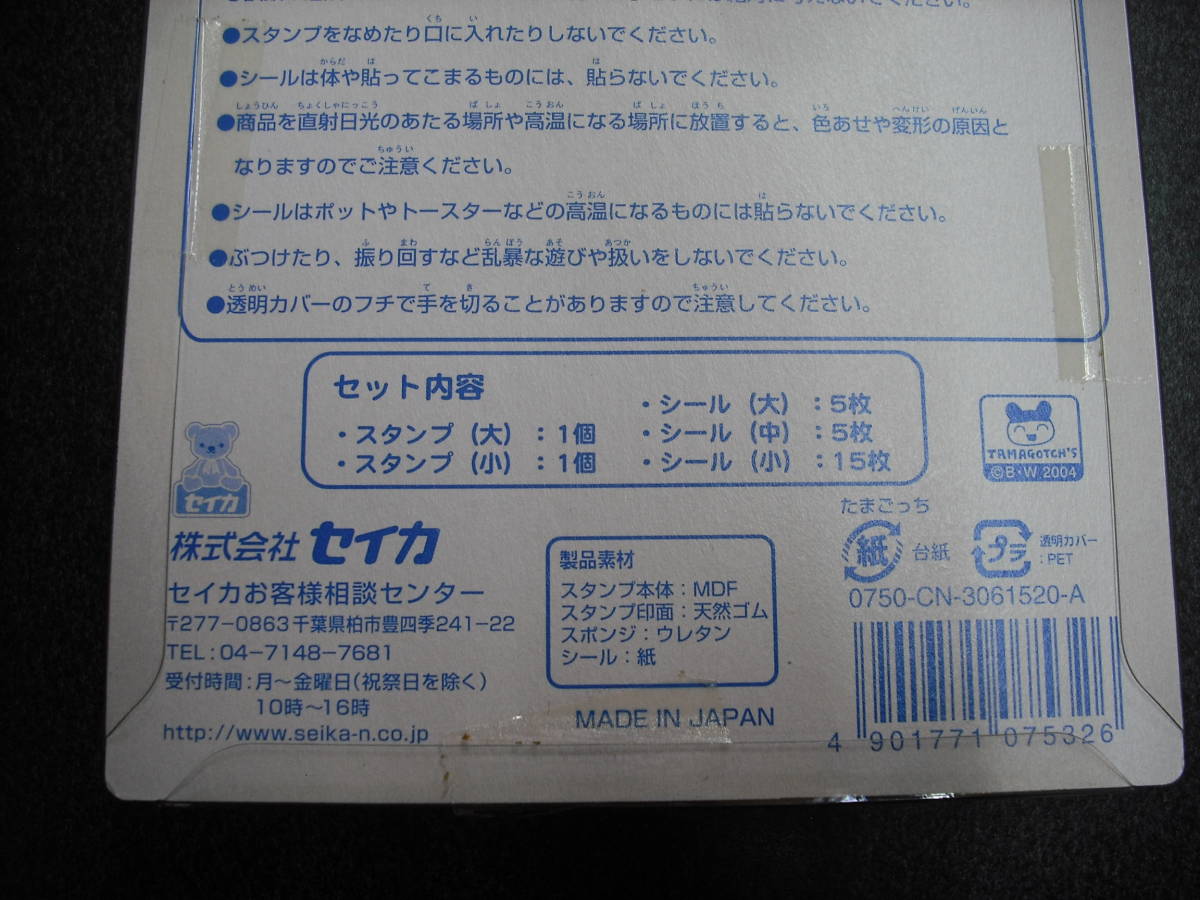 ないでください。
●スタンプをなめたり口に入れたりしないでください。
●シールは体や貼ってこまるものには、貼らないでください。
●商品を直射日光のあたる場所や高温になる場所に放置すると、色あせや変形の原因と
なりますのでご注意ください。
●シールはポットやトースターなどの高温になるものには貼らないでください。
●ぶつけたり、振り回すなど乱暴な遊びや扱いをしないでください。
●透明カバーのフチで手を切ることがありますので注意してください。
セット内容
・スタンプ(大):1個
・スタンプ(小):1個
・シール(大):5枚
・シール(中):5枚
・シール(小):15枚
TAMAGOTCH'S
©B・W 2004
セイカ
株式会社 セイカ
セイカお客様相談センター
〒277-0863千葉県柏市豊四季241-22
TEL:04-7148-7681
受付時間:月～金曜日(祝祭日を除く)
10時～16時
http://www.seika-n.co.jp
製品素材
スタンプ本体:MDF
スタンプ印面:天然ゴム
スポンジ:ウレタン
シール:紙
MADE IN JAPAN
たまごっち
紙 台紙
プラ 透明カバー
:PET
0750-CN-3061520-A
4 901771 075326